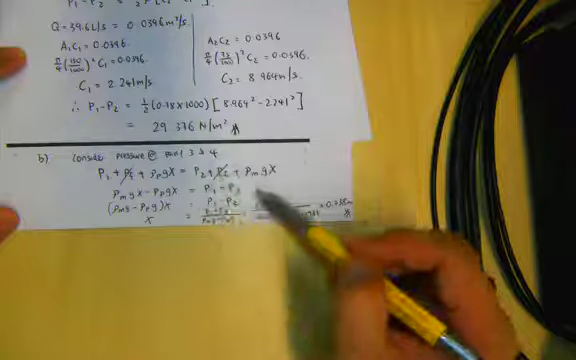 Q = 39.6L/s = 0.0396m³/s.
A₁C₁ = 0.0396
π/4(150/1000)² C₁ = 0.0396.
C₁ = 2.241m/s
A₂C₂ = 0.0396
π/4(75/1000)² C₂ = 0.0396.
C₂ = 8.964m/s.
∴ P₁-P₂ = 1/2(0.78×1000)[8.964² - 2.241²]
= 29 376 N/m²
b) Consider pressure @ point 3 & 4
P₁ + + ρₚgx = P₂ + + ρₘgx
ρₘgx - ρₚgx = P₁ - P₂
(ρₘg - ρₚg)x = P₁ - P₂
x =